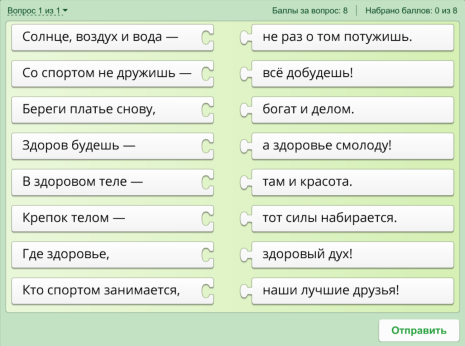 Вопрос 1 из 1 Баллы за вопрос: 8 | Набрано баллов: 0 из 8
Солнце, воздух и вода — не раз о том потужишь.
Со спортом не дружишь — всё добудешь!
Береги платье снову, богат и делом.
Здоров будешь — а здоровье смолоду!
В здоровом теле — там и красота.
Крепок телом — тот силы набирается.
Где здоровье, здоровый дух!
Кто спортом занимается, наши лучшие друзья!
Отправить